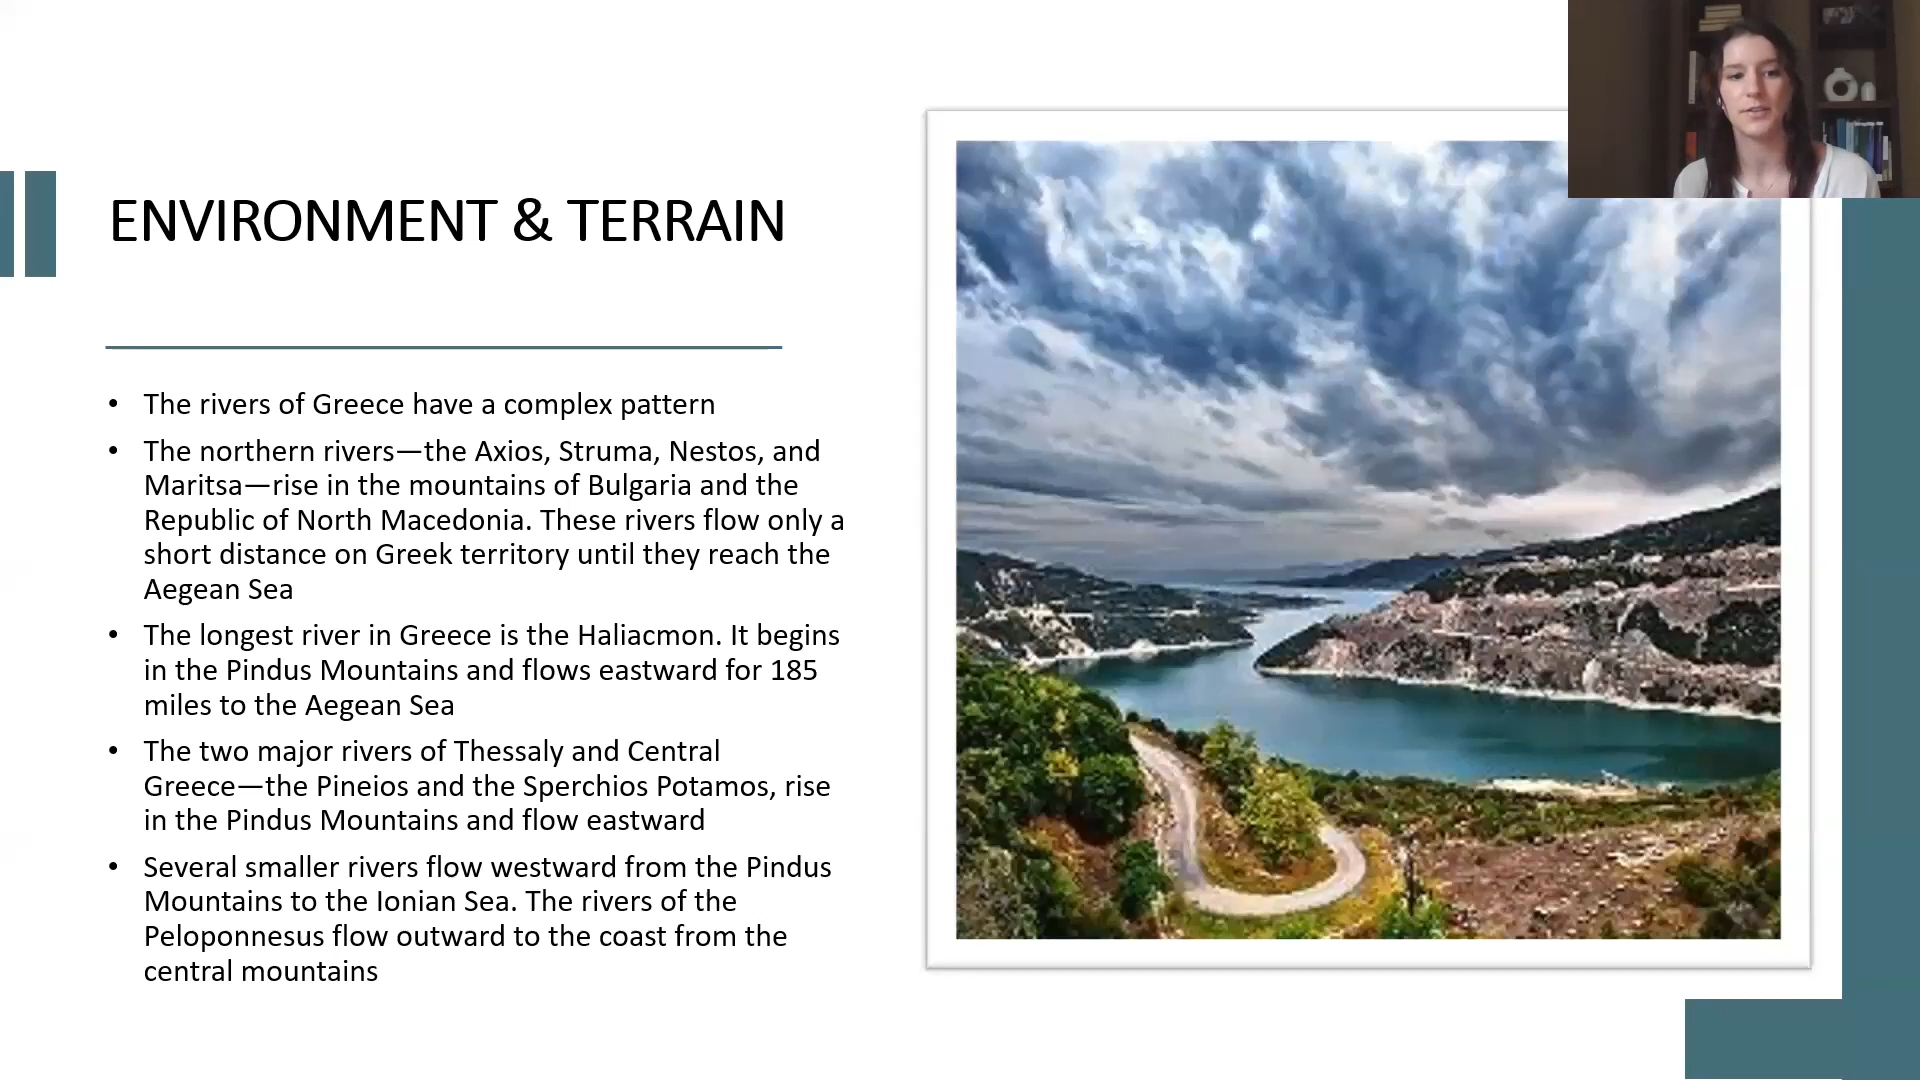 ENVIRONMENT & TERRAIN
• The rivers of Greece have a complex pattern
• The northern rivers—the Axios, Struma, Nestos, and
Maritsa—rise in the mountains of Bulgaria and the
Republic of North Macedonia. These rivers flow only a
short distance on Greek territory until they reach the
Aegean Sea
• The longest river in Greece is the Haliacmon. It begins
in the Pindus Mountains and flows eastward for 185
miles to the Aegean Sea
• The two major rivers of Thessaly and Central
Greece—the Pineios and the Sperchios Potamos, rise
in the Pindus Mountains and flow eastward
• Several smaller rivers flow westward from the Pindus
Mountains to the Ionian Sea. The rivers of the
Peloponnesus flow outward to the coast from the
central mountains